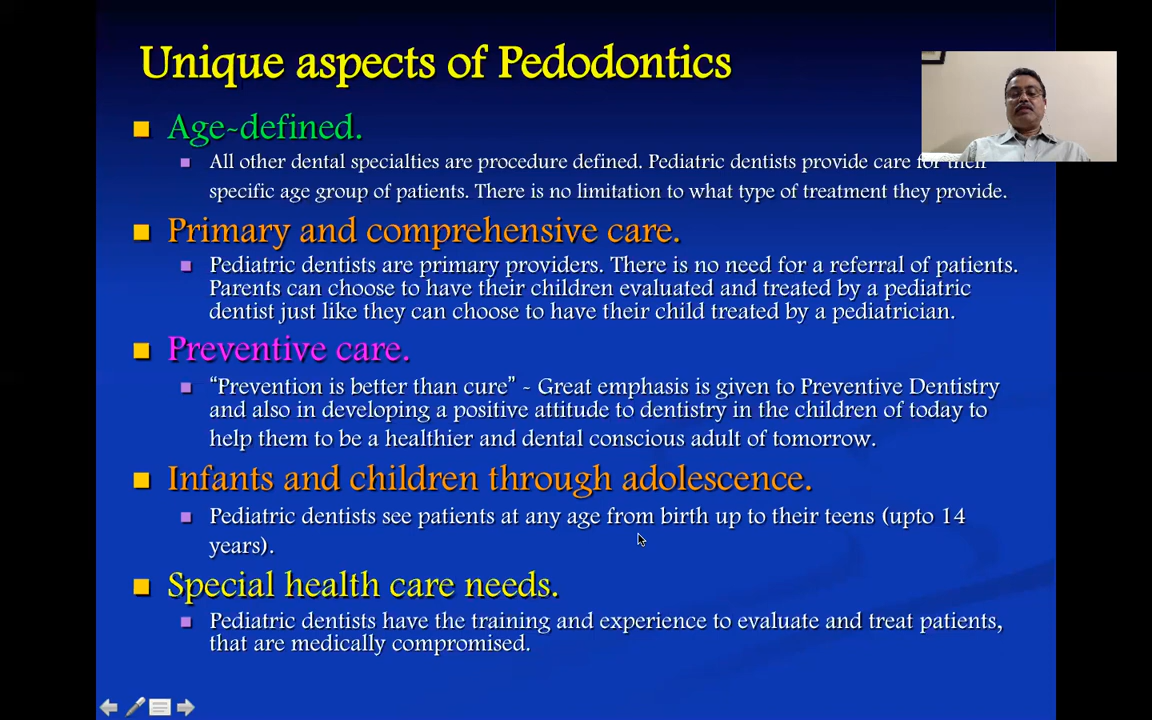 Unique aspects of Pedodontics
Age-defined.
All other dental specialties are procedure defined. Pediatric dentists provide care for their
specific age group of patients. There is no limitation to what type of treatment they provide.
Primary and comprehensive care.
Pediatric dentists are primary providers. There is no need for a referral of patients.
Parents can choose to have their children evaluated and treated by a pediatric
dentist just like they can choose to have their child treated by a pediatrician.
Preventive care.
“Prevention is better than cure” - Great emphasis is given to Preventive Dentistry
and also in developing a positive attitude to dentistry in the children of today to
help them to be a healthier and dental conscious adult of tomorrow.
Infants and children through adolescence.
Pediatric dentists see patients at any age from birth up to their teens (upto 14
years).
Special health care needs.
Pediatric dentists have the training and experience to evaluate and treat patients,
that are medically compromised.